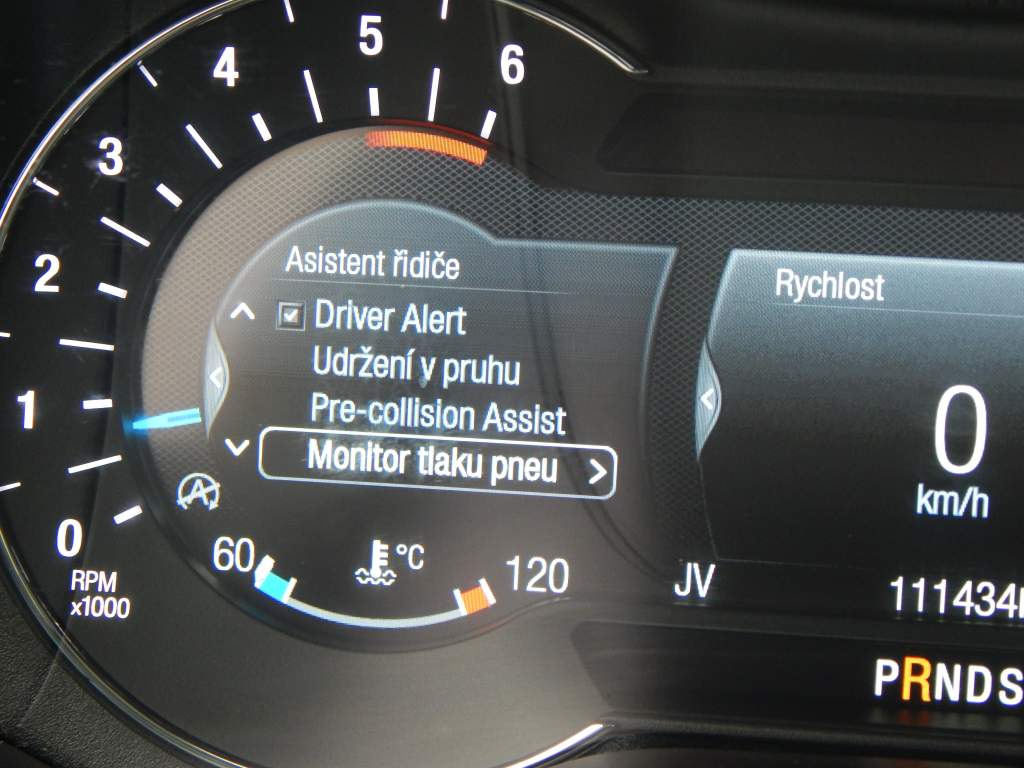 6
5
4
3
2
1
0
RPM
x1000
Asistent řidiče
Driver Alert
Udržení v pruhu
Pre-collision Assist
Monitor tlaku pneu
A
60
°C
120
Rychlost
0
km/h
JV
111434
PRNDS